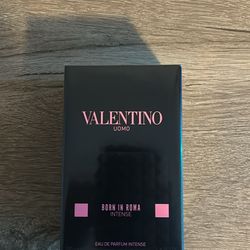 VALENTINO
UOMO
BORN IN ROMA
INTENSE
EAU DE PARFUM INTENSE